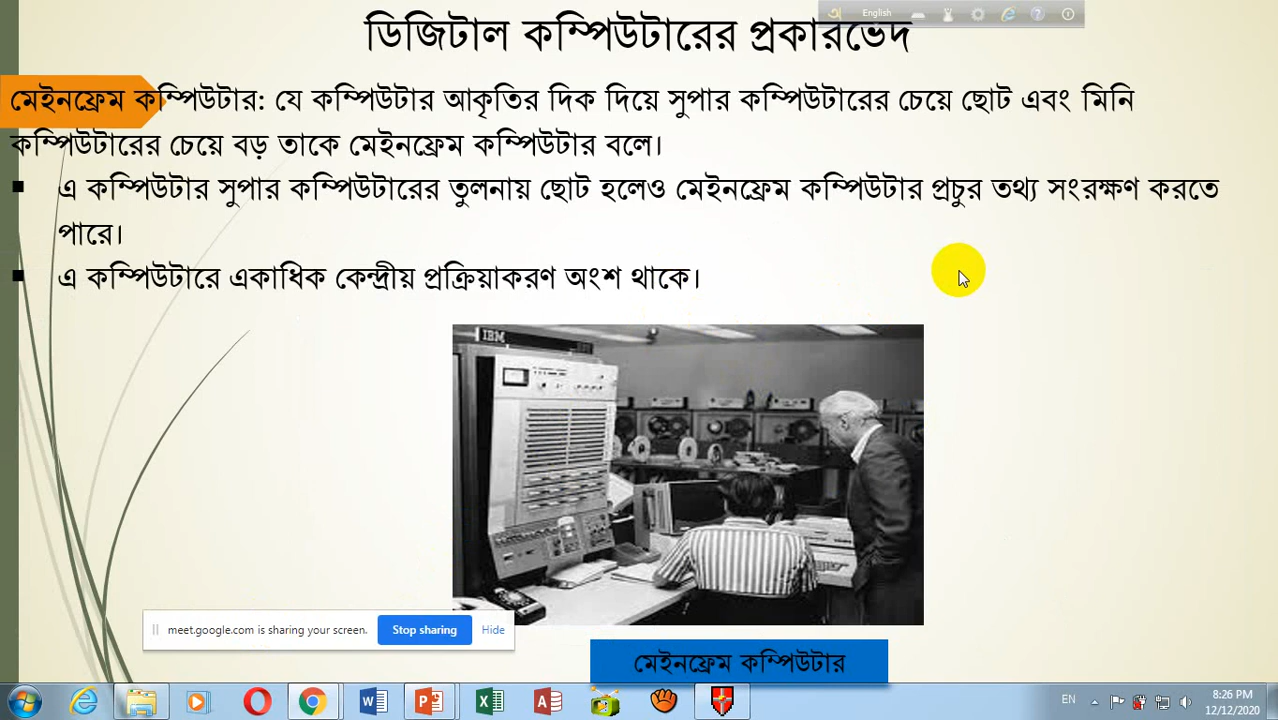 English
ডিজিটাল কম্পিউটারের প্রকারভেদ
মেইনফ্রেম কম্পিউটার: যে কম্পিউটার আকৃতির দিক দিয়ে সুপার কম্পিউটারের চেয়ে ছোট এবং মিনি
কম্পিউটারের চেয়ে বড় তাকে মেইনফ্রেম কম্পিউটার বলে।
▪ এ কম্পিউটার সুপার কম্পিউটারের তুলনায় ছোট হলেও মেইনফ্রেম কম্পিউটার প্রচুর তথ্য সংরক্ষণ করতে
পারে।
▪ এ কম্পিউটারে একাধিক কেন্দ্রীয় প্রক্রিয়াকরণ অংশ থাকে।
IBM
meet.google.com is sharing your screen. Stop sharing Hide
মেইনফ্রেম কম্পিউটার
EN 8:26 PM
12/12/2020